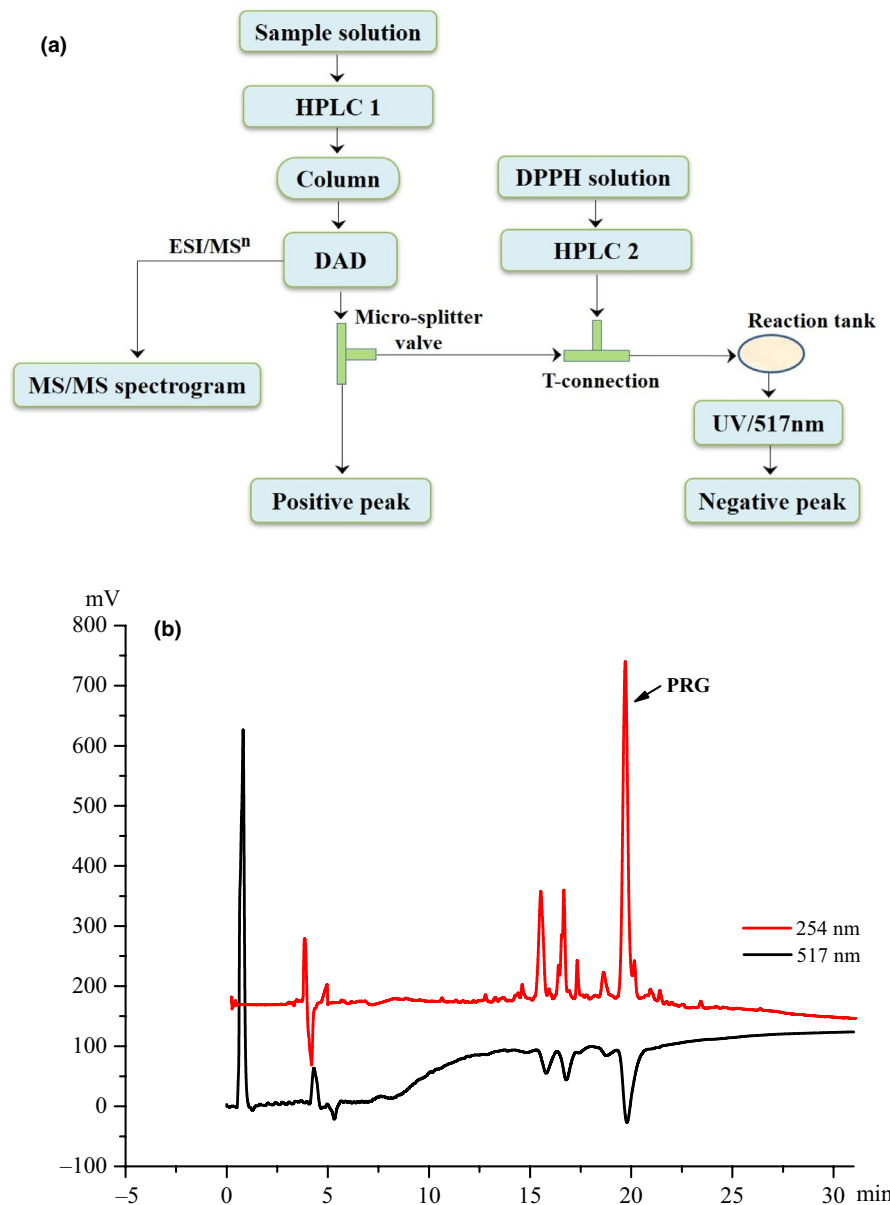 (a)
Sample solution
HPLC 1
Column
DPPH solution
ESI/MSⁿ
DAD
HPLC 2
Micro-splitter
valve
Reaction tank
MS/MS spectrogram
T-connection
UV/517nm
Positive peak
Negative peak
mV
(b)
800
700
600
500
400
300
200
100
0
–100
PRG
254 nm
517 nm
–5
0
5
10
15
20
25
30
min